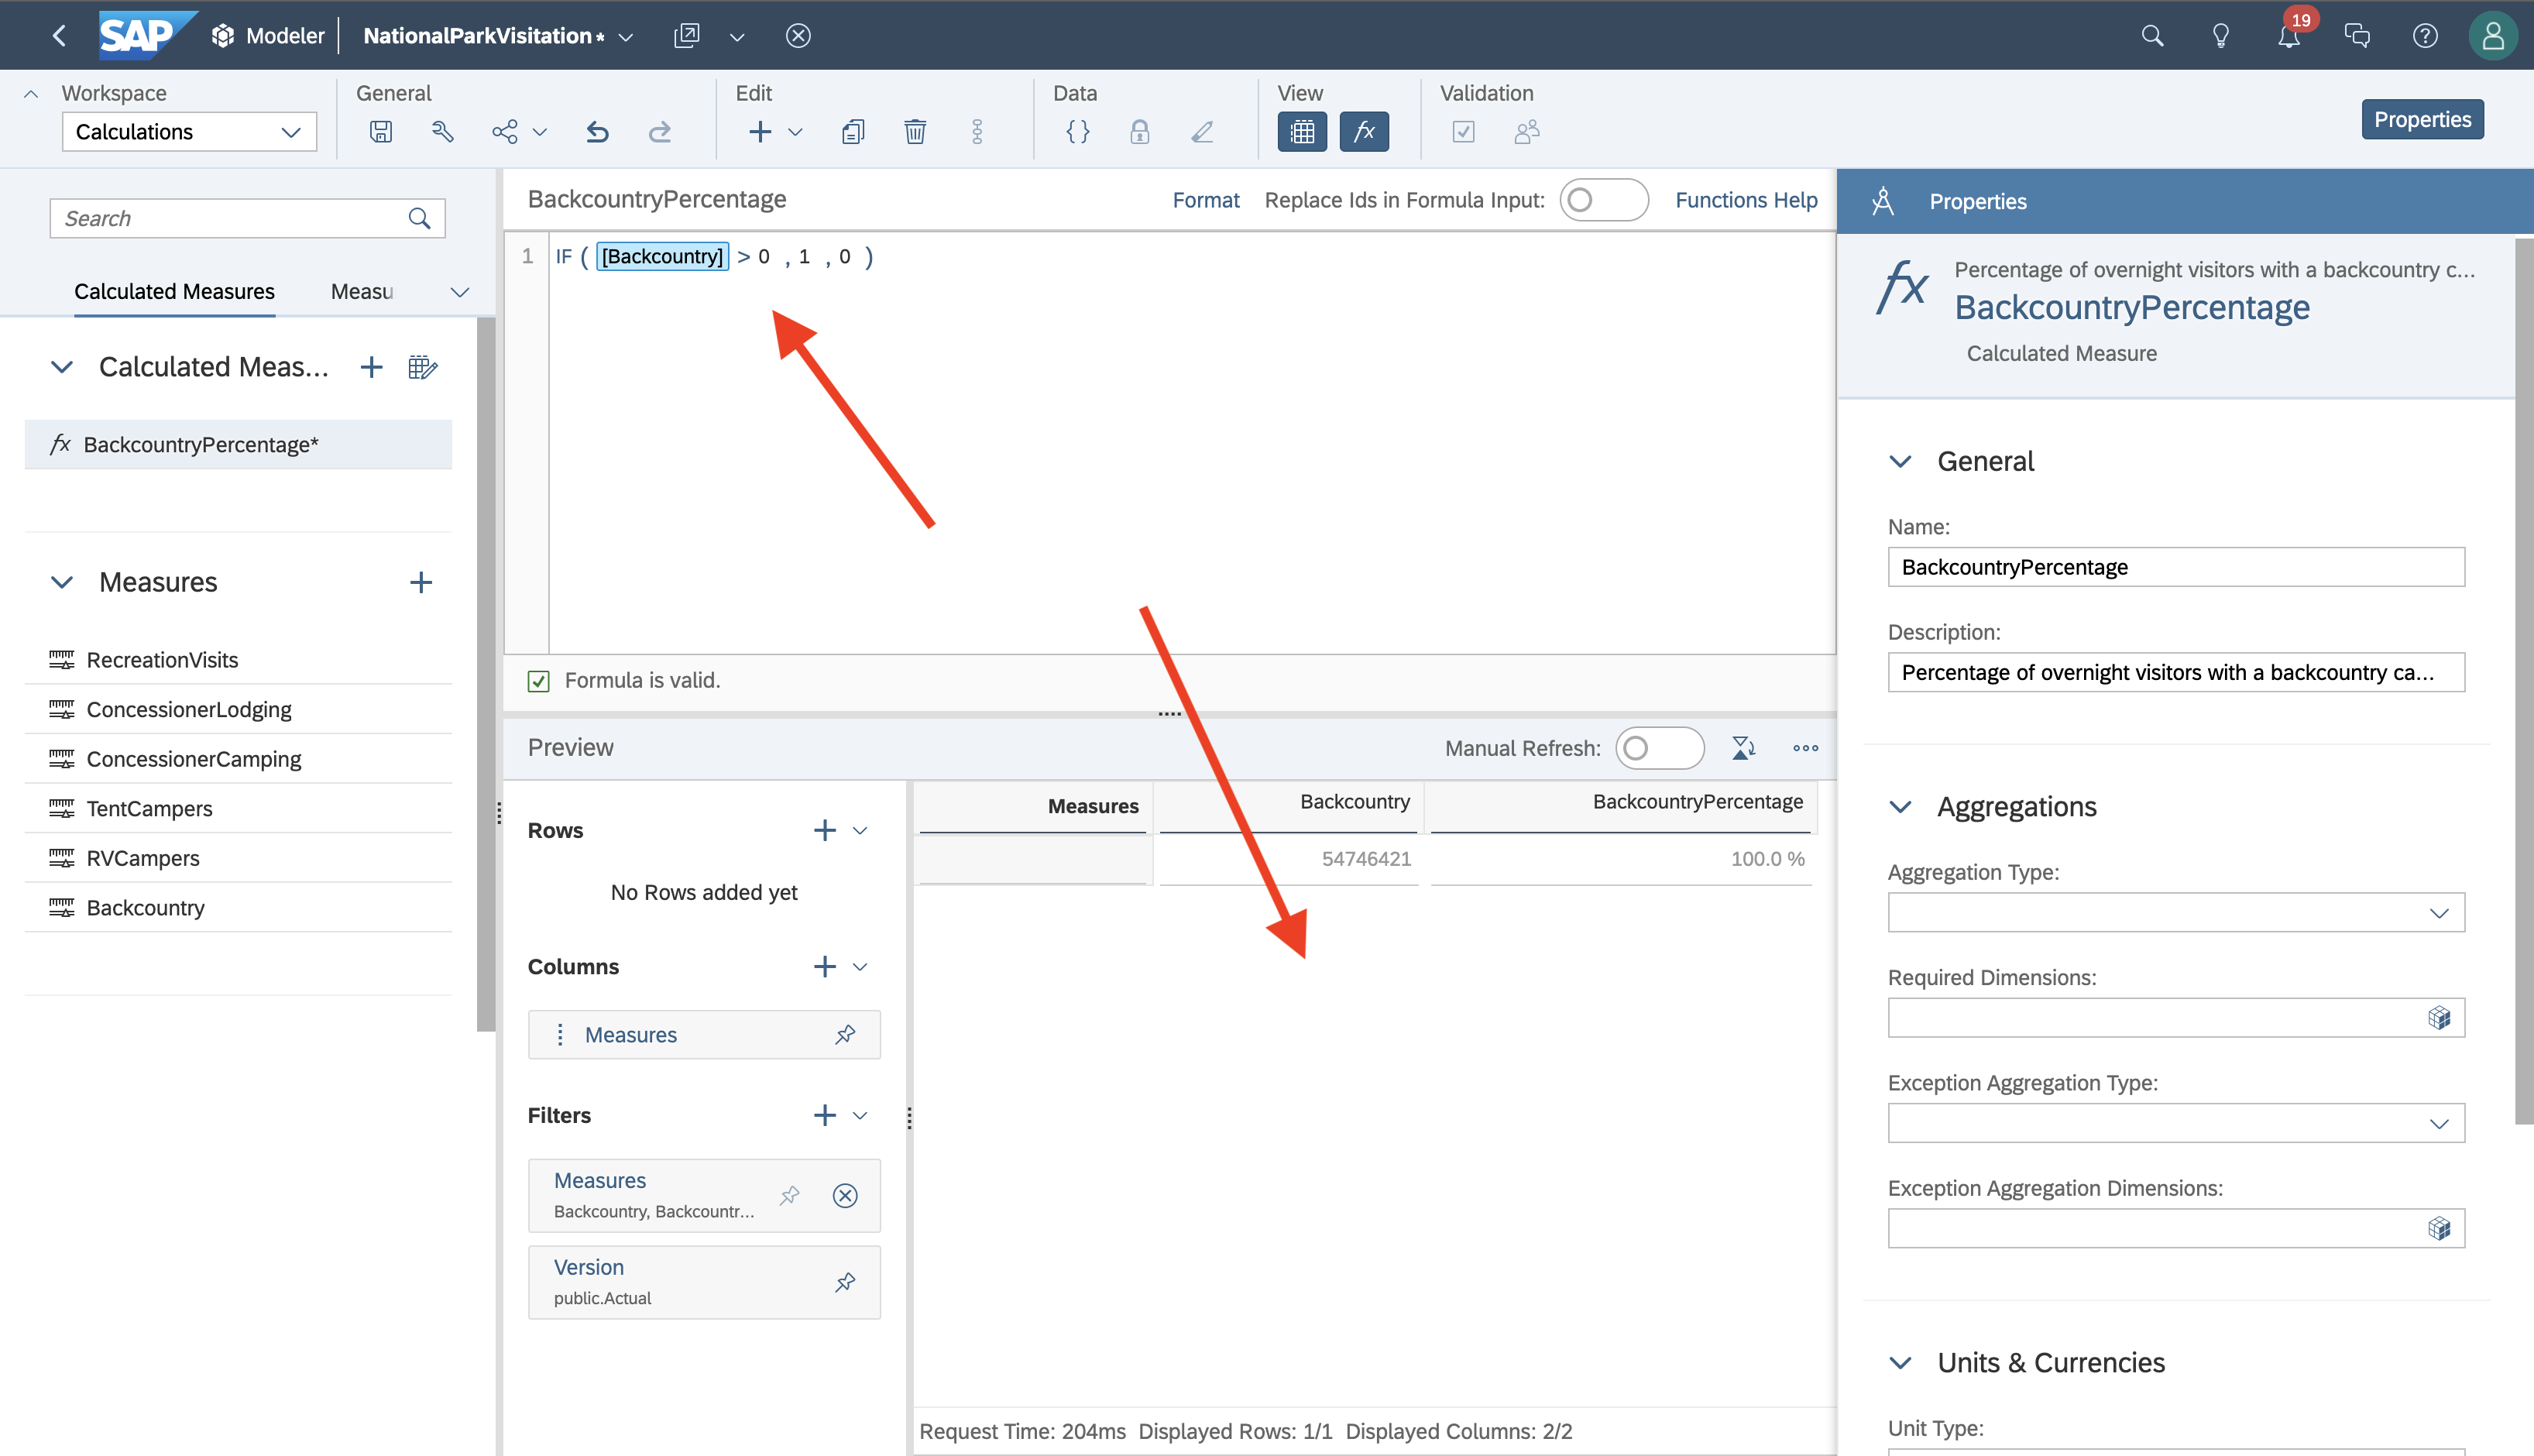 SAP Modeler NationalParkVisitation* 19
Workspace General Edit Data View Validation
Calculations
Properties
BackcountryPercentage Format Replace Ids in Formula Input: Functions Help
Search
Calculated Measures Measu
Calculated Meas...
fx BackcountryPercentage*
Measures
RecreationVisits
ConcessionerLodging
ConcessionerCamping
TentCampers
RVCampers
Backcountry
1 IF ( [Backcountry] > 0 , 1 , 0 )
Formula is valid.
Preview Manual Refresh:
Rows
No Rows added yet
Columns
Measures
Filters
Measures
Backcountry, Backcountr...
Version
public.Actual
Measures Backcountry BackcountryPercentage
54746421 100.0 %
Request Time: 204ms Displayed Rows: 1/1 Displayed Columns: 2/2
Properties
fx Percentage of overnight visitors with a backcountry c...
BackcountryPercentage
Calculated Measure
General
Name:
BackcountryPercentage
Description:
Percentage of overnight visitors with a backcountry ca...
Aggregations
Aggregation Type:
Required Dimensions:
Exception Aggregation Type:
Exception Aggregation Dimensions:
Units & Currencies
Unit Type: